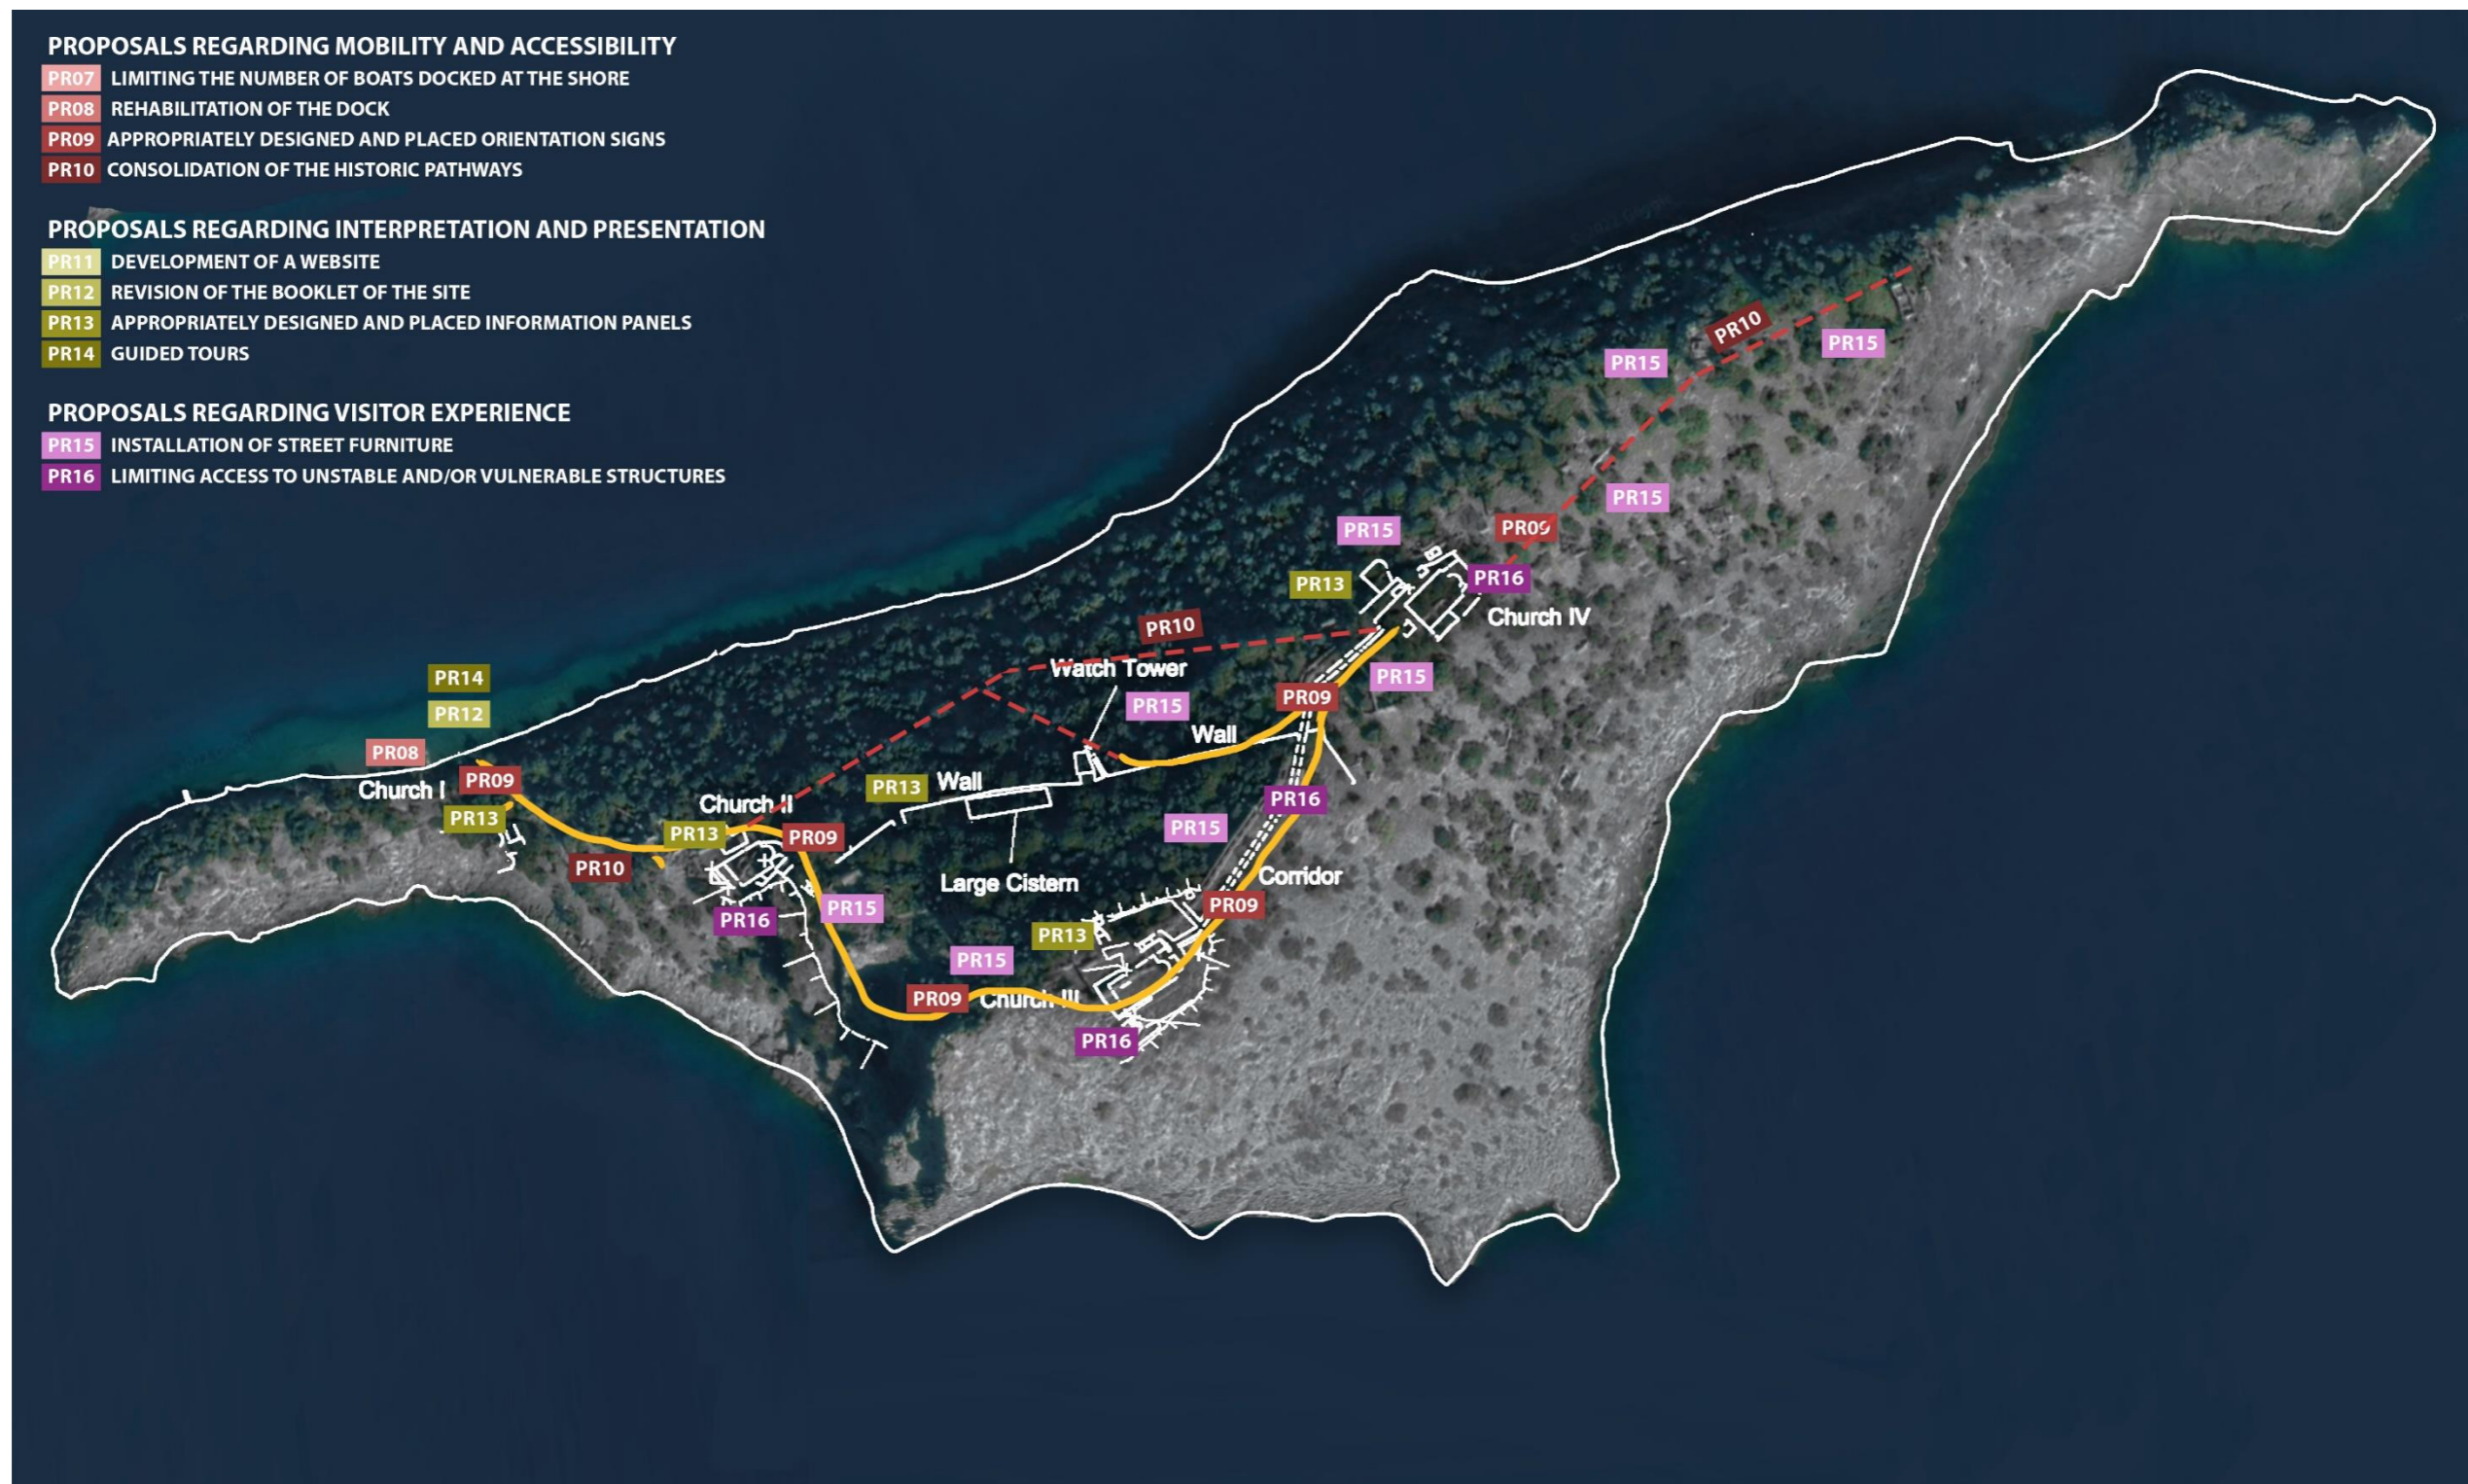 PROPOSALS REGARDING MOBILITY AND ACCESSIBILITY
PR07 LIMITING THE NUMBER OF BOATS DOCKED AT THE SHORE
PR08 REHABILITATION OF THE DOCK
PR09 APPROPRIATELY DESIGNED AND PLACED ORIENTATION SIGNS
PR10 CONSOLIDATION OF THE HISTORIC PATHWAYS
PROPOSALS REGARDING INTERPRETATION AND PRESENTATION
PR11 DEVELOPMENT OF A WEBSITE
PR12 REVISION OF THE BOOKLET OF THE SITE
PR13 APPROPRIATELY DESIGNED AND PLACED INFORMATION PANELS
PR14 GUIDED TOURS
PROPOSALS REGARDING VISITOR EXPERIENCE
PR15 INSTALLATION OF STREET FURNITURE
PR16 LIMITING ACCESS TO UNSTABLE AND/OR VULNERABLE STRUCTURES
PR10
PR15
PR15
PR15
PR09
PR15
PR16
PR13
Church IV
PR10
Watch Tower
PR15
PR14
PR15
PR09
PR12
Wall
PR08
PR09
Church I
PR13
Wall
PR13
Church II
PR16
PR13
PR09
PR15
PR10
Large Cistern
Corridor
PR16
PR15
PR09
PR13
PR15
PR09
Church III
PR16